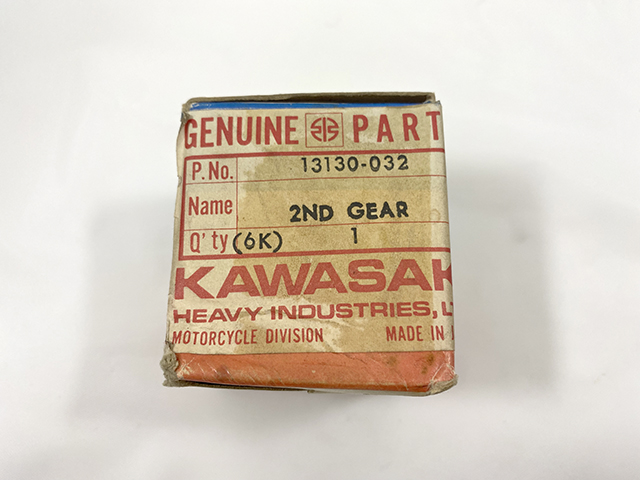 GENUINE PART
P.No. 13130-032
Name 2ND GEAR
Q'ty (6K) 1
KAWASAK
HEAVY INDUSTRIES, L
MOTORCYCLE DIVISION MADE IN